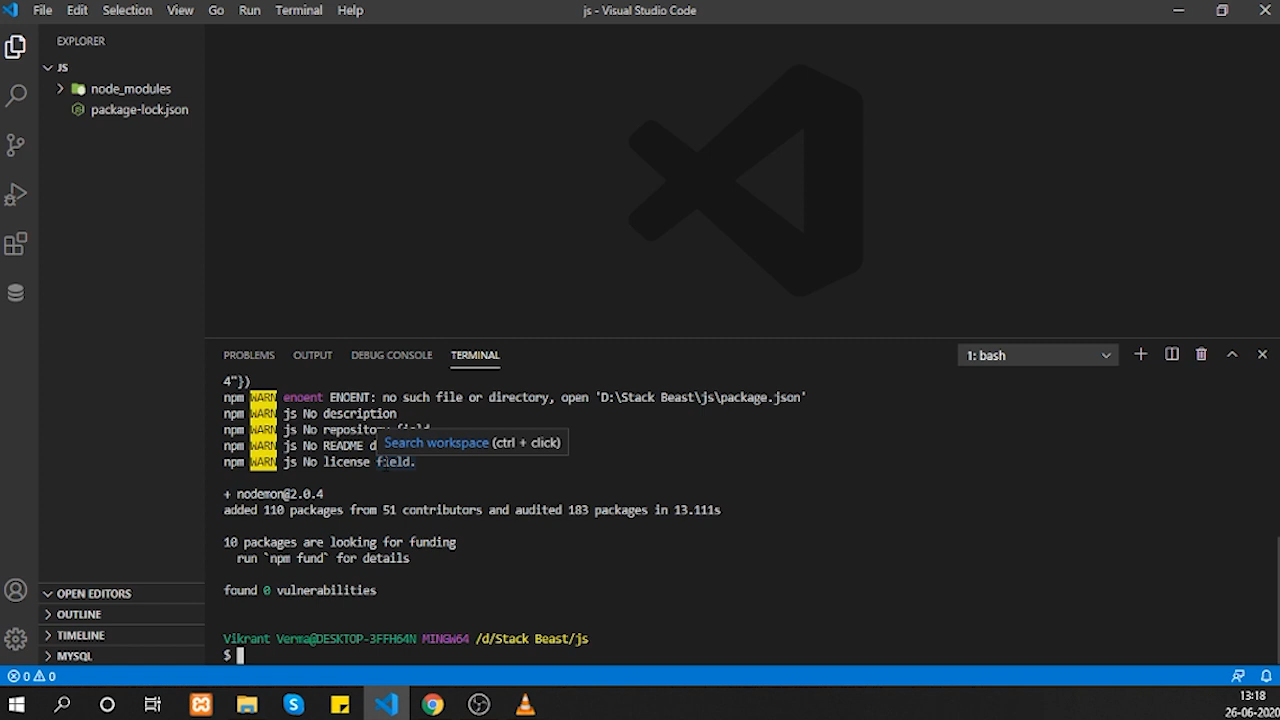 File Edit Selection View Go Run Terminal Help
js - Visual Studio Code
EXPLORER
JS
node_modules
package-lock.json
OPEN EDITORS
OUTLINE
TIMELINE
MYSQL
PROBLEMS OUTPUT DEBUG CONSOLE TERMINAL
1: bash
4"})
npm WARN enoent ENOENT: no such file or directory, open 'D:\Stack Beast\js\package.json'
npm WARN js No description
npm WARN js No repository field.
npm WARN js No README d
Search workspace (ctrl + click)
npm WARN js No license field.
+ nodemon@2.0.4
added 110 packages from 51 contributors and audited 183 packages in 13.111s
10 packages are looking for funding
run `npm fund` for details
found 0 vulnerabilities
Vikrant Verma@DESKTOP-3FFH64N MINGW64 /d/Stack Beast/js
$
0 0
13:18
26-06-2020